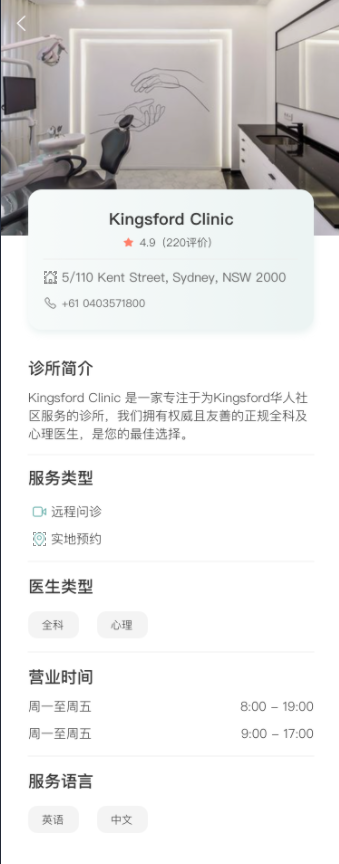 Kingsford Clinic
4.9（220评价）
5/110 Kent Street, Sydney, NSW 2000
+61 0403571800
诊所简介
Kingsford Clinic 是一家专注于为Kingsford华人社
区服务的诊所，我们拥有权威且友善的正规全科及
心理医生，是您的最佳选择。
服务类型
远程问诊
实地预约
医生类型
全科 心理
营业时间
周一至周五 8:00 – 19:00
周一至周五 9:00 – 17:00
服务语言
英语 中文